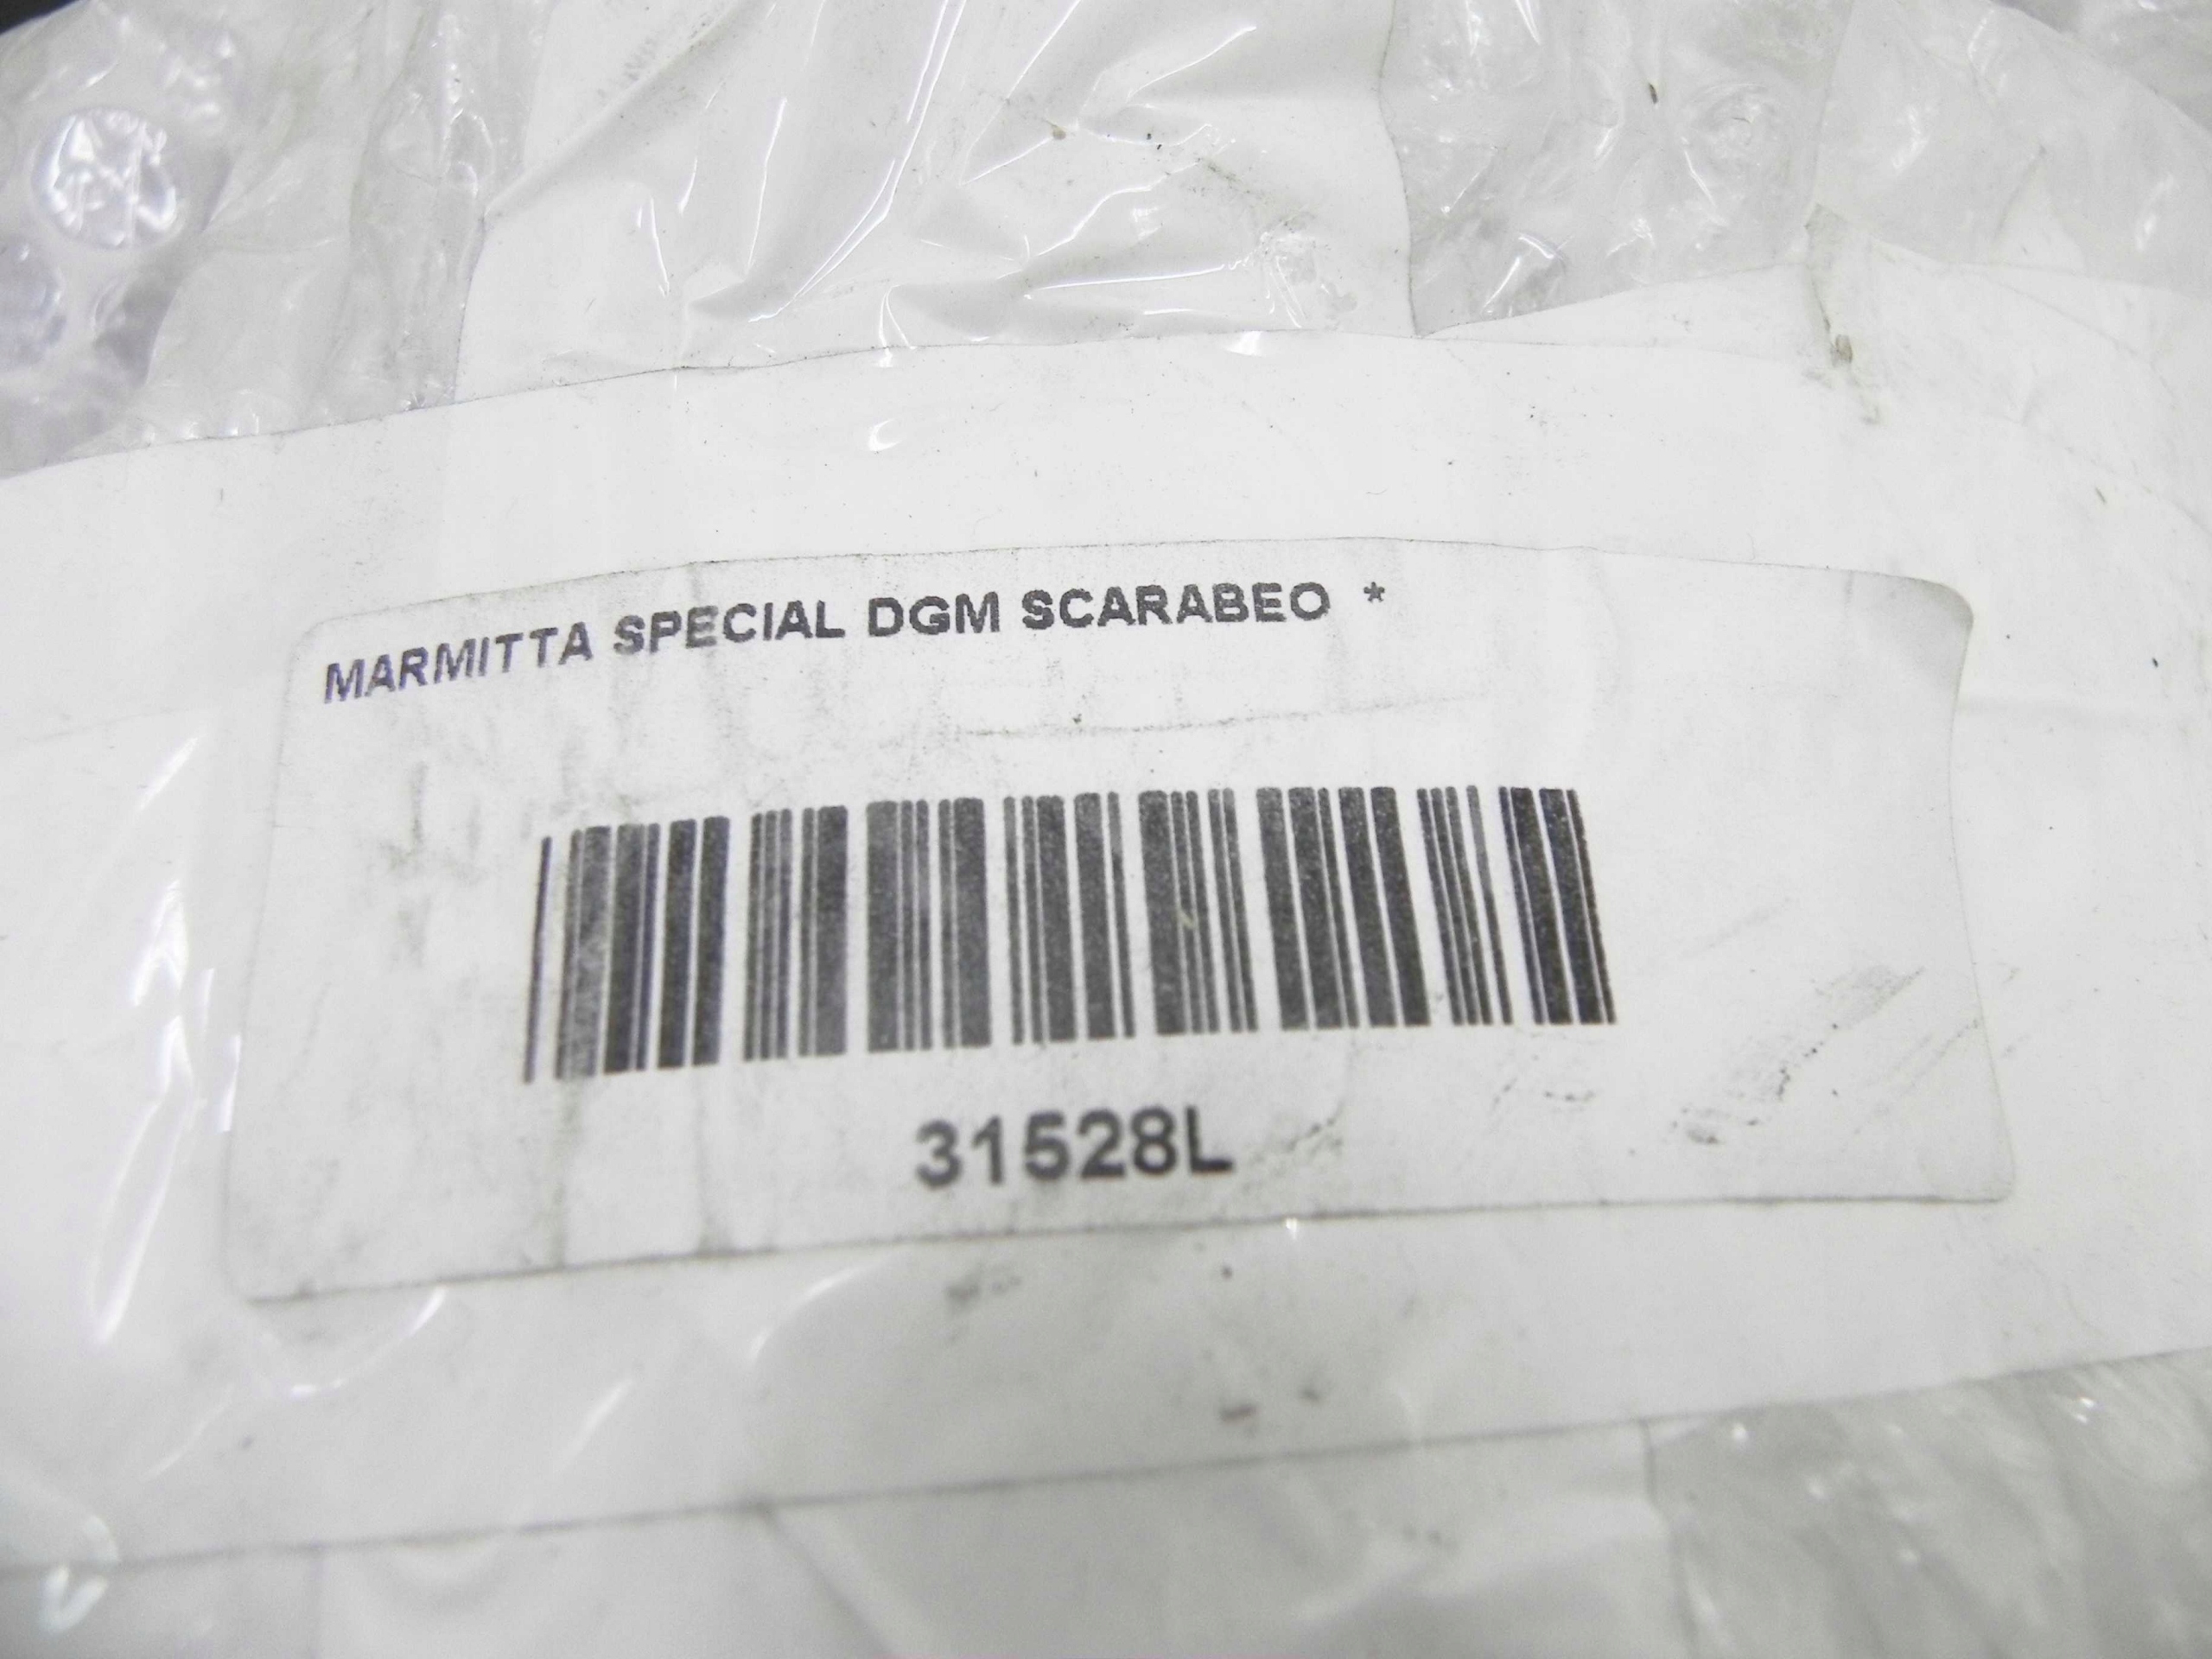 MARMITTA SPECIAL DGM SCARABEO *
31528L